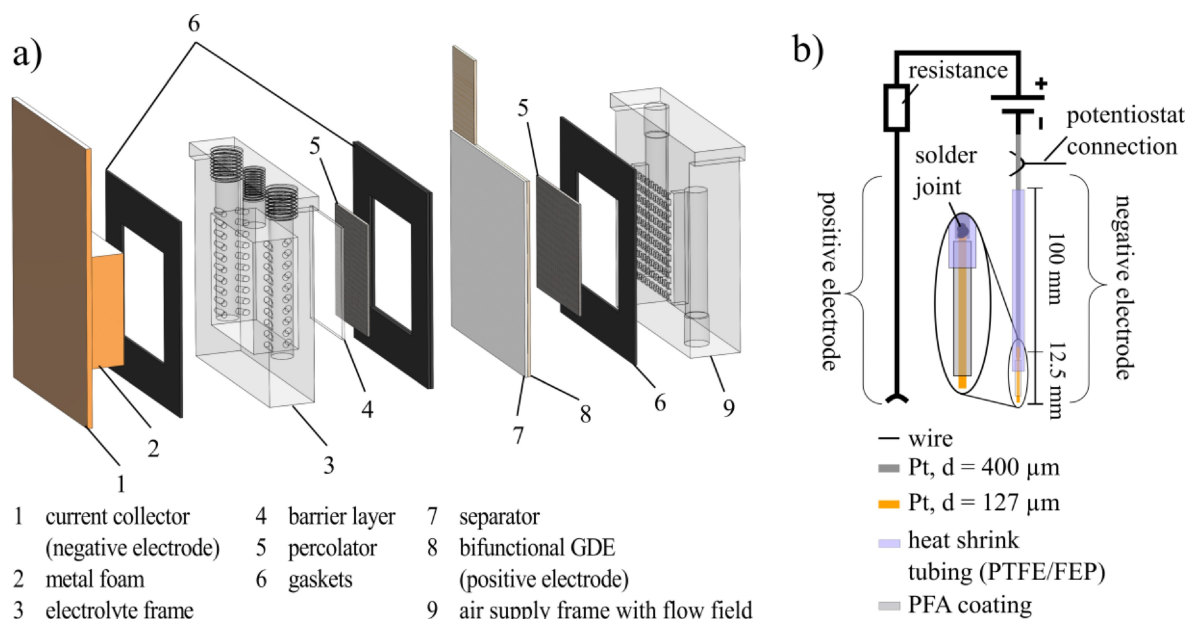 a)
6
5
5
1
2
3
4
7
8
6
9
1 current collector
(negative electrode)
2 metal foam
3 electrolyte frame
4 barrier layer
5 percolator
6 gaskets
7 separator
8 bifunctional GDE
(positive electrode)
9 air supply frame with flow field
b)
resistance
+
-
potentiostat
connection
solder
joint
positive electrode
negative electrode
100 mm
12.5 mm
wire
Pt, d = 400 µm
Pt, d = 127 µm
heat shrink
tubing (PTFE/FEP)
PFA coating